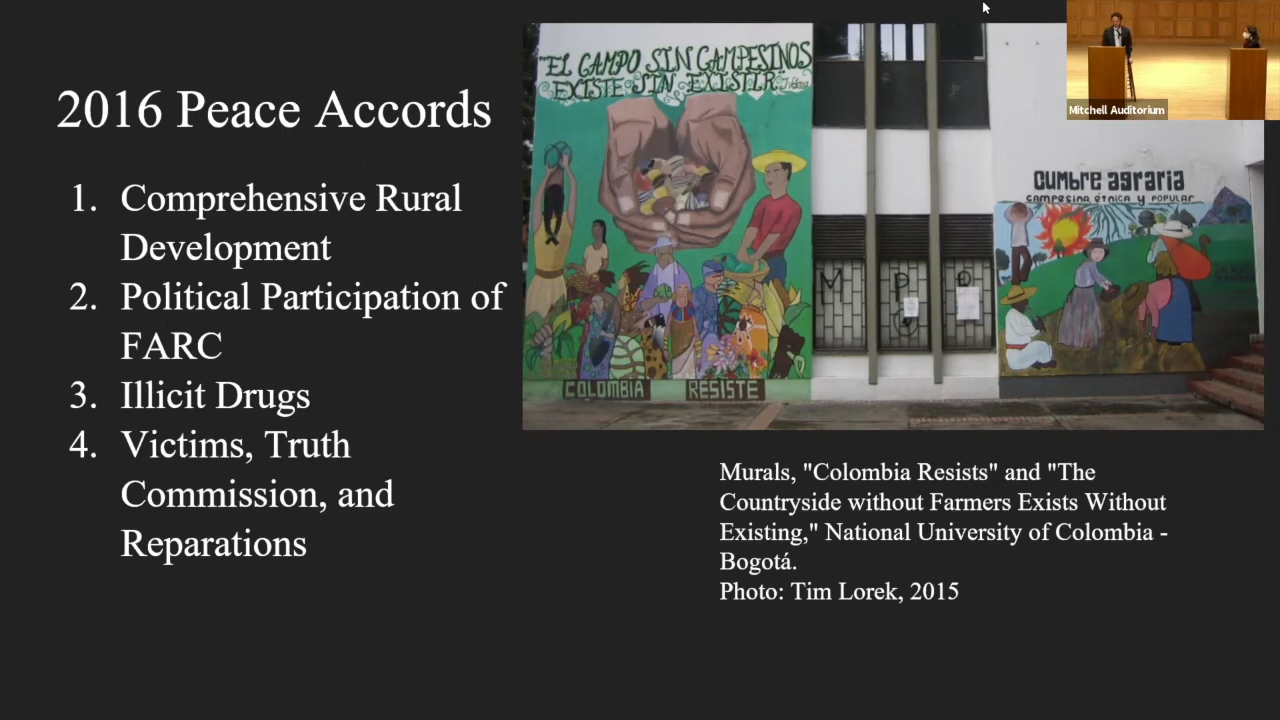 2016 Peace Accords
1. Comprehensive Rural
Development
2. Political Participation of
FARC
3. Illicit Drugs
4. Victims, Truth
Commission, and
Reparations
"EL CAMPO SIN CAMPESINOS
EXISTE SIN EXISTIR"
COLOMBIA RESISTE
M P P
cumbre agraria
campesina étnica y popular
Mitchell Auditorium
Murals, "Colombia Resists" and "The
Countryside without Farmers Exists Without
Existing," National University of Colombia -
Bogotá.
Photo: Tim Lorek, 2015